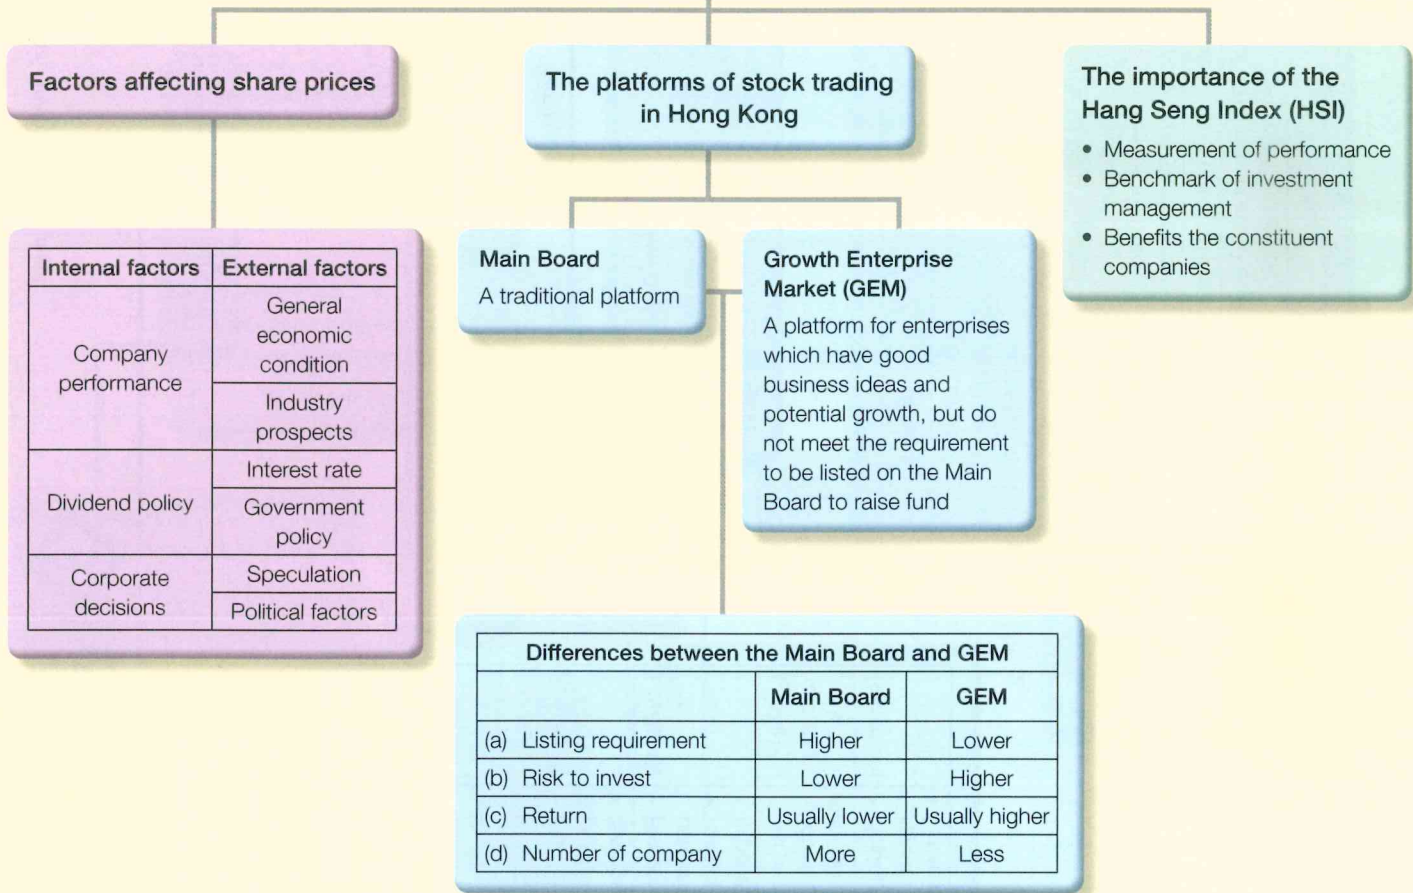 Factors affecting share prices
Internal factors External factors
Company
performance
General
economic
condition
Industry
prospects
Dividend policy
Interest rate
Government
policy
Corporate
decisions
Speculation
Political factors
The platforms of stock trading
in Hong Kong
Main Board
A traditional platform
Growth Enterprise
Market (GEM)
A platform for enterprises
which have good
business ideas and
potential growth, but do
not meet the requirement
to be listed on the Main
Board to raise fund
Differences between the Main Board and GEM
Main Board GEM
(a) Listing requirement Higher Lower
(b) Risk to invest Lower Higher
(c) Return Usually lower Usually higher
(d) Number of company More Less
The importance of the
Hang Seng Index (HSI)
• Measurement of performance
• Benchmark of investment
management
• Benefits the constituent
companies